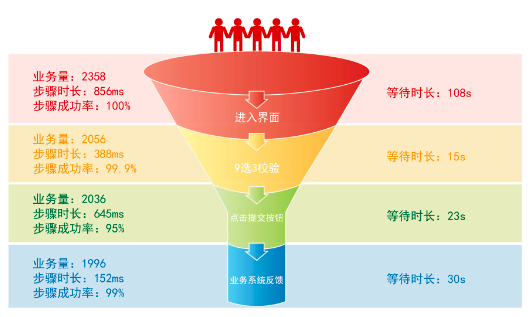 业务量：2358
步骤时长：856ms
步骤成功率：100%
进入界面
等待时长：108s
业务量：2056
步骤时长：388ms
步骤成功率：99.9%
9选3校验
等待时长：15s
业务量：2036
步骤时长：645ms
步骤成功率：95%
点击提交按钮
等待时长：23s
业务量：1996
步骤时长：152ms
步骤成功率：99%
业务系统反馈
等待时长：30s